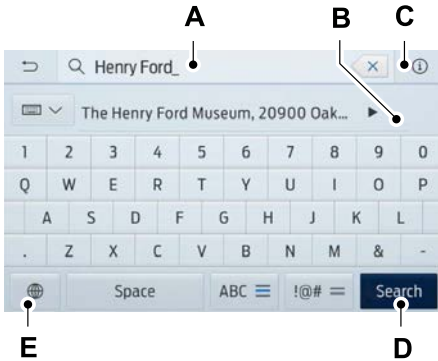 A
B
C
Henry Ford_
The Henry Ford Museum, 20900 Oak...
1 2 3 4 5 6 7 8 9 0
Q W E R T Y U I O P
A S D F G H J K L
. Z X C V B N M & -
Space ABC !@# Search
E
D